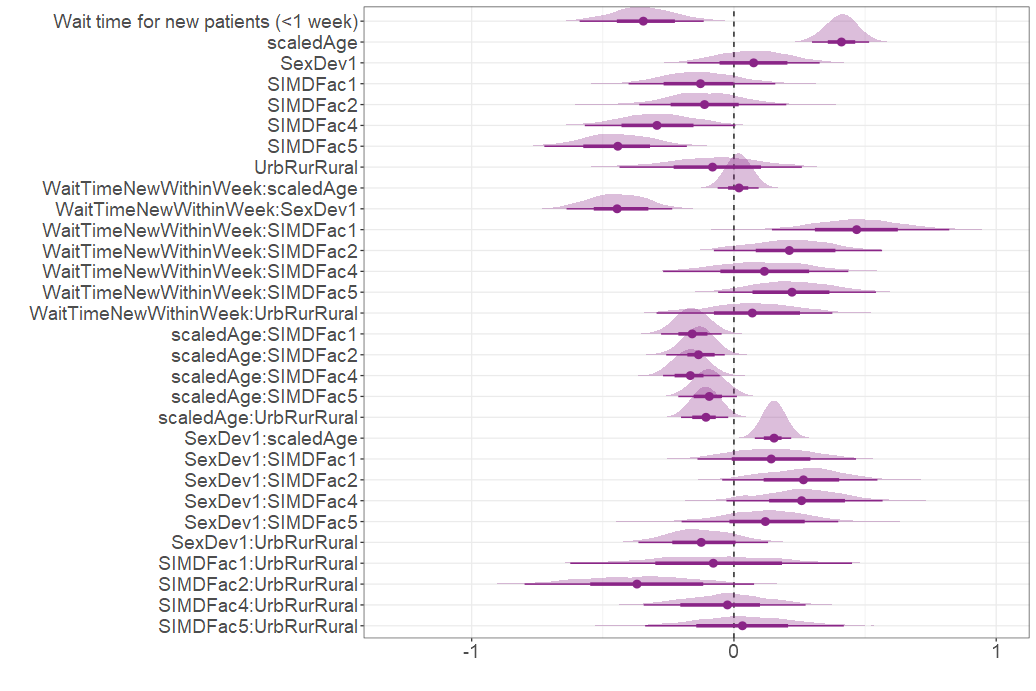 Wait time for new patients (<1 week)
scaledAge
SexDev1
SIMDFac1
SIMDFac2
SIMDFac4
SIMDFac5
UrbRurRural
WaitTimeNewWithinWeek:scaledAge
WaitTimeNewWithinWeek:SexDev1
WaitTimeNewWithinWeek:SIMDFac1
WaitTimeNewWithinWeek:SIMDFac2
WaitTimeNewWithinWeek:SIMDFac4
WaitTimeNewWithinWeek:SIMDFac5
WaitTimeNewWithinWeek:UrbRurRural
scaledAge:SIMDFac1
scaledAge:SIMDFac2
scaledAge:SIMDFac4
scaledAge:SIMDFac5
scaledAge:UrbRurRural
SexDev1:scaledAge
SexDev1:SIMDFac1
SexDev1:SIMDFac2
SexDev1:SIMDFac4
SexDev1:SIMDFac5
SexDev1:UrbRurRural
SIMDFac1:UrbRurRural
SIMDFac2:UrbRurRural
SIMDFac4:UrbRurRural
SIMDFac5:UrbRurRural
-1 0 1